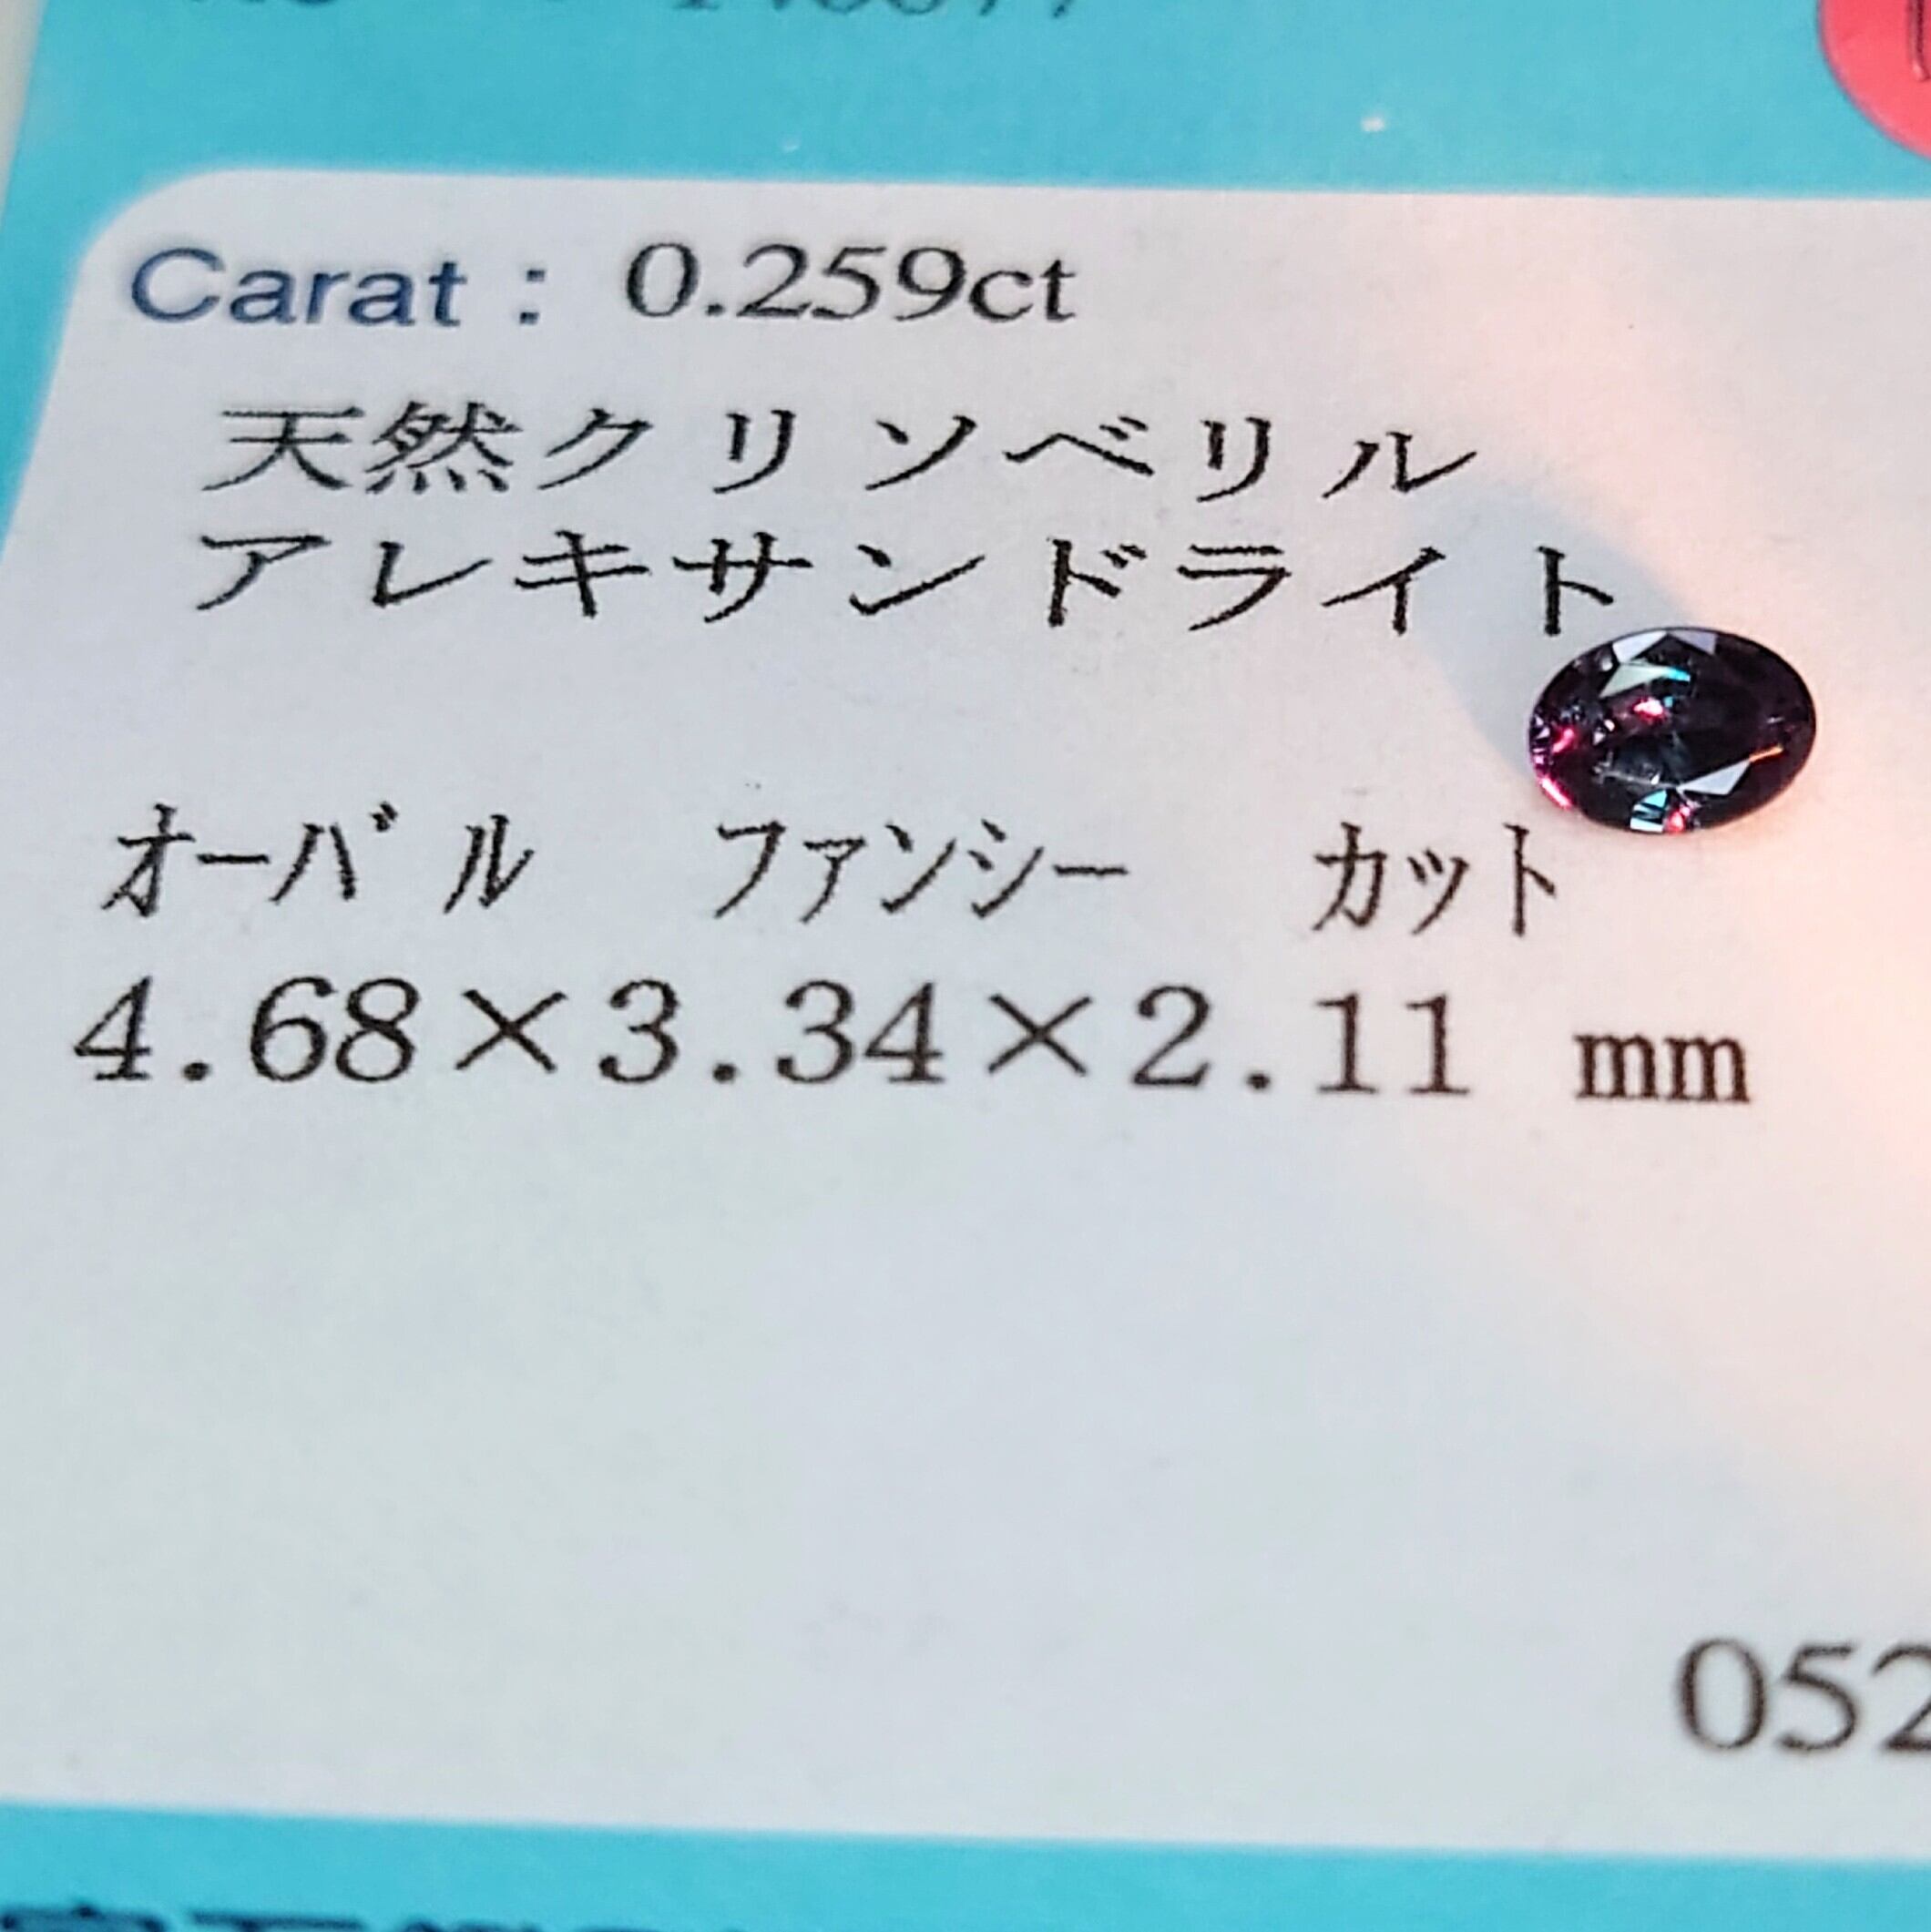 Carat : 0.259ct
天然クリソベリル
アレキサンドライト
オーバル ファンシー カット
4.68×3.34×2.11 mm
052